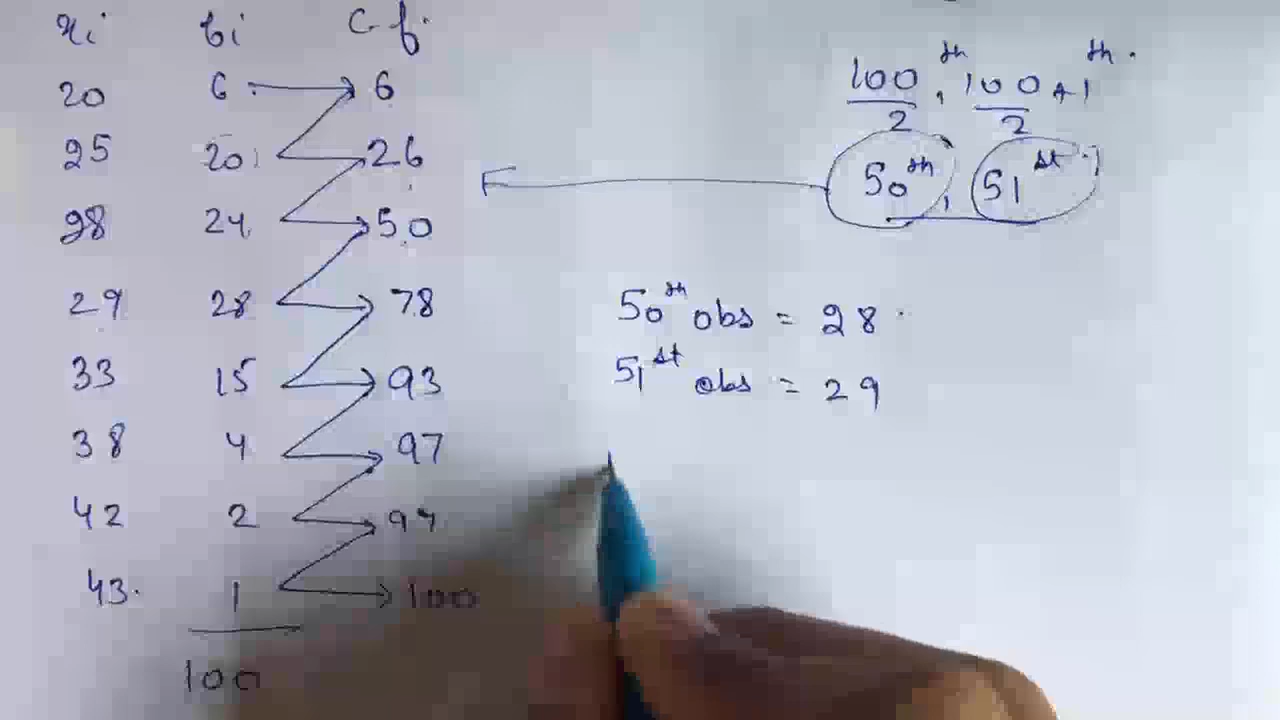 xi fi C.f.
20 6 6
25 20 26
28 24 50
29 28 78
33 15 93
38 4 97
42 2 99
43. 1 100
100
100/2 th, 100/2 +1 th.
50th, 51st
50th obs = 28.
51st obs = 29